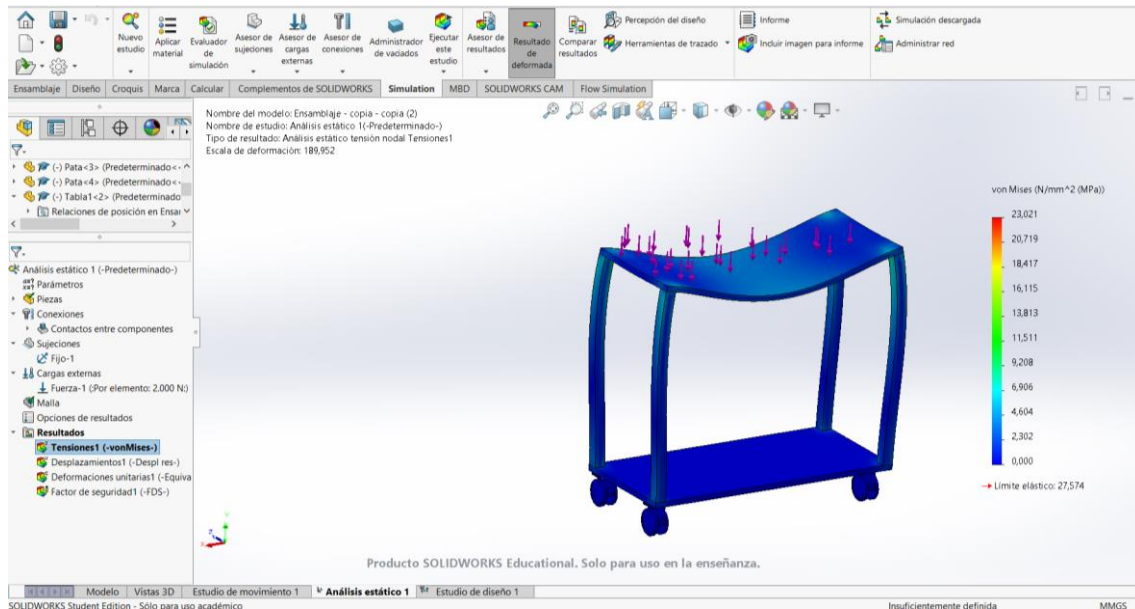 Nuevo estudio
Aplicar material
Evaluador de simulación
Asesor de sujeciones
Asesor de cargas externas
Asesor de conexiones
Administrador de vaciados
Ejecutar este estudio
Asesor de resultados
Resultado de deformada
Comparar resultados
Percepción del diseño
Herramientas de trazado
Informe
Incluir imagen para informe
Simulación descargada
Administrar red
Ensamblaje Diseño Croquis Marca Calcular Complementos de SOLIDWORKS Simulation MBD SOLIDWORKS CAM Flow Simulation
Nombre del modelo: Ensamblaje - copia - copia (2)
Nombre de estudio: Análisis estático 1(-Predeterminado-)
Tipo de resultado: Análisis estático tensión nodal Tensiones1
Escala de deformación: 189,952
(-) Pata<3> (Predeterminado<-
(-) Pata<4> (Predeterminado<-
(-) Tabla1<2> (Predeterminado
Relaciones de posición en Ensar
Análisis estático 1 (-Predeterminado-)
Parámetros
Piezas
Conexiones
Contactos entre componentes
Sujeciones
Fijo-1
Cargas externas
Fuerza-1 (:Por elemento: 2.000 N:)
Malla
Opciones de resultados
Resultados
Tensiones1 (-vonMises-)
Desplazamientos1 (-Despl res-)
Deformaciones unitarias1 (-Equiva
Factor de seguridad1 (-FDS-)
von Mises (N/mm^2 (MPa))
23,021
20,719
18,417
16,115
13,813
11,511
9,208
6,906
4,604
2,302
0,000
Límite elástico: 27,574
Producto SOLIDWORKS Educational. Solo para uso en la enseñanza.
Modelo Vistas 3D Estudio de movimiento 1 Análisis estático 1 Estudio de diseño 1
SOLIDWORKS Student Edition - Sólo para uso académico
Insuficientemente definida MMGS